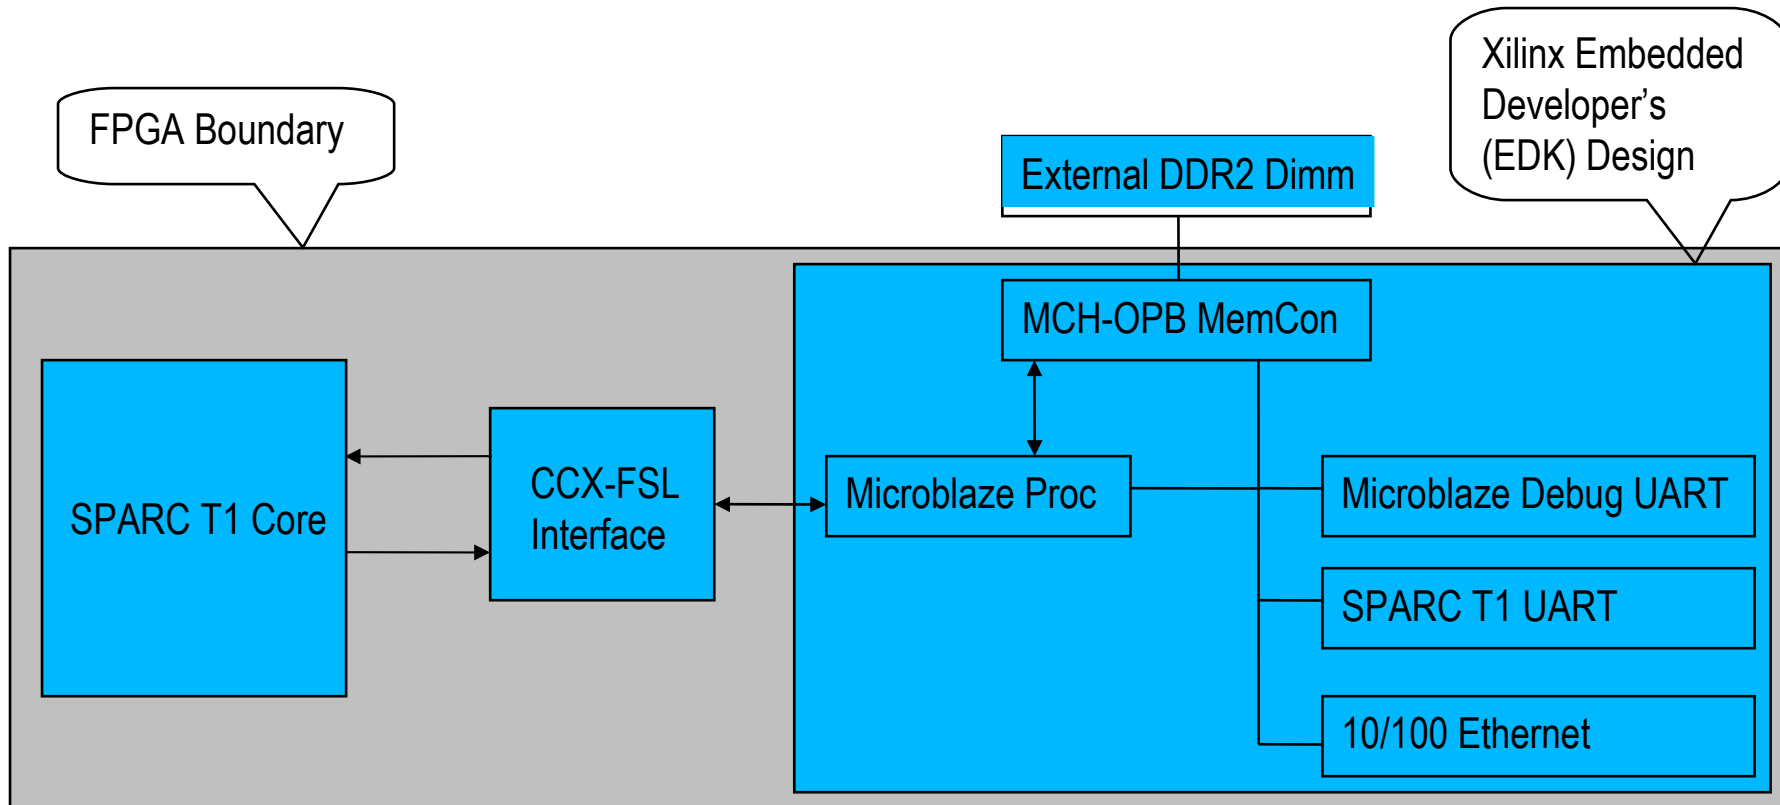 FPGA Boundary
Xilinx Embedded
Developer’s
(EDK) Design
External DDR2 Dimm
MCH-OPB MemCon
SPARC T1 Core
CCX-FSL
Interface
Microblaze Proc
Microblaze Debug UART
SPARC T1 UART
10/100 Ethernet